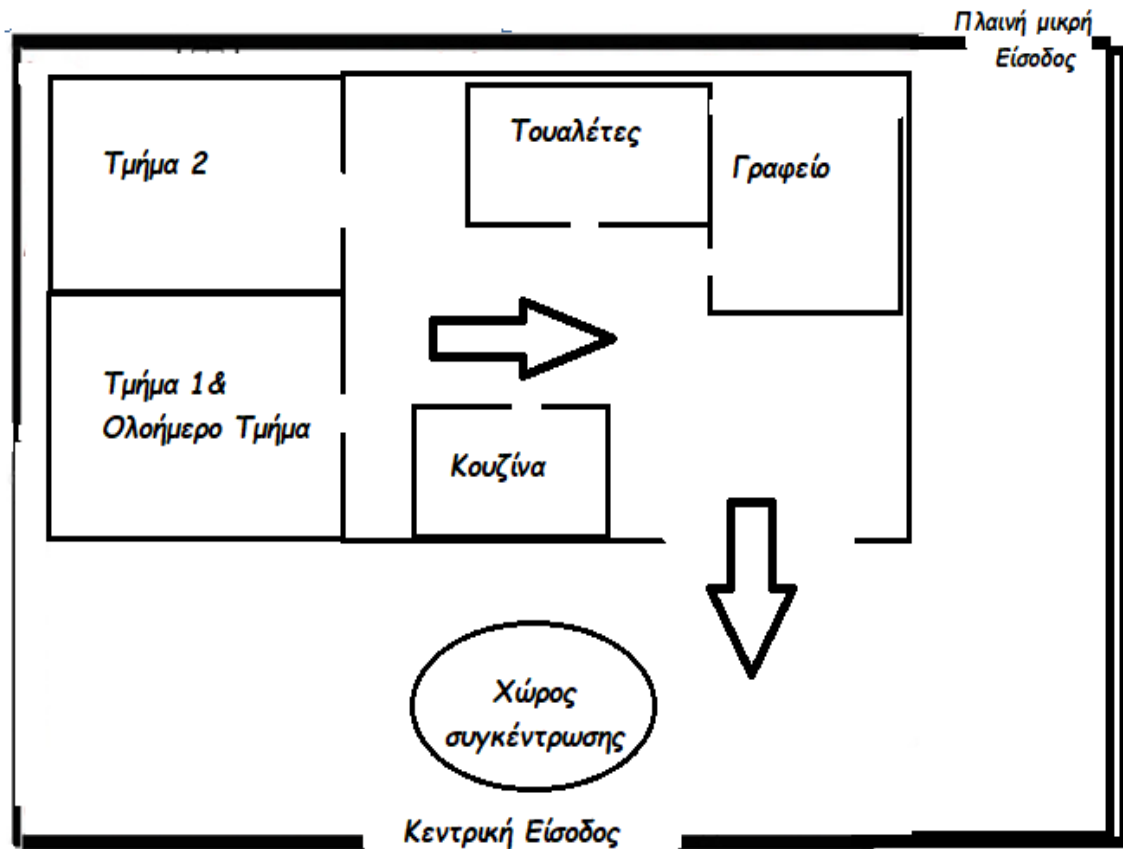 Πλαινή μικρή
Είσοδος
Τουαλέτες
Τμήμα 2
Γραφείο
Τμήμα 1&
Ολοήμερο Τμήμα
Κουζίνα
Χώρος
συγκέντρωσης
Κεντρική Είσοδος